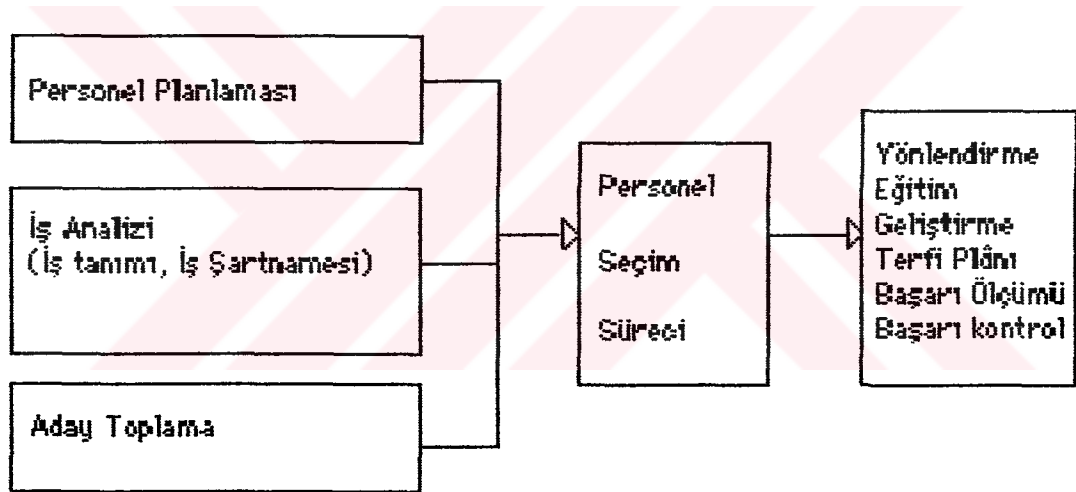 Personel Planlaması
İş Analizi
(İş tanımı, İş Şartnamesi)
Aday Toplama
Personel
Seçim
Süreci
Yönlendirme
Eğitim
Geliştirme
Terfi Plânı
Başarı Ölçümü
Başarı kontrol